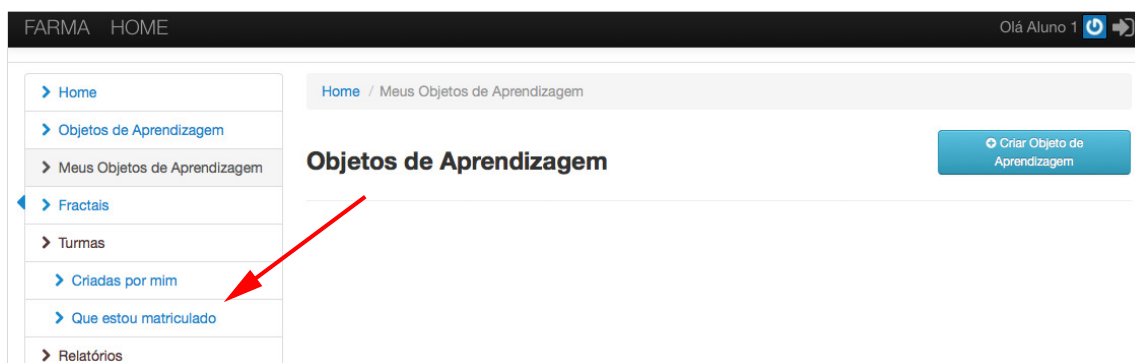 FARMA HOME
Olá Aluno 1
Home
Objetos de Aprendizagem
Meus Objetos de Aprendizagem
Fractais
Turmas
Criadas por mim
Que estou matriculado
Relatórios
Home / Meus Objetos de Aprendizagem
Objetos de Aprendizagem
Criar Objeto de
Aprendizagem